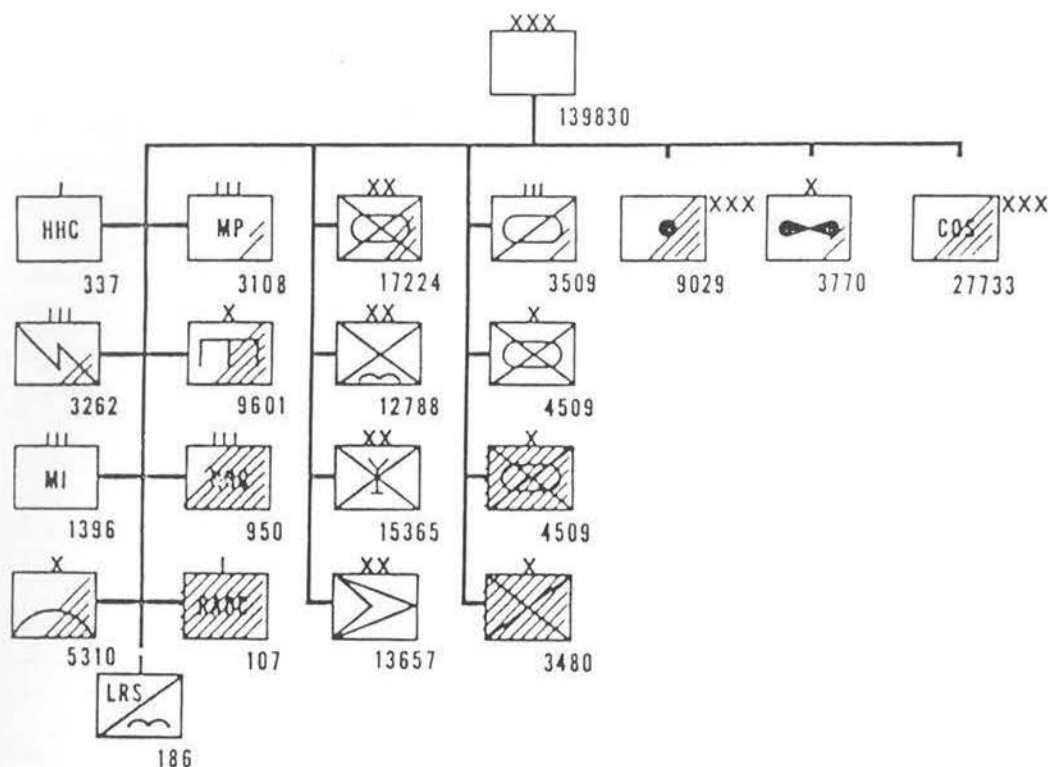 XXX
139830
I
HHC
337
III
MP
3108
XX
17224
III
3509
XXX
9029
X
3770
COS
XXX
27733
III
3262
X
9601
XX
12788
X
4509
III
MI
1396
III
950
XX
15365
X
4509
X
5310
I
107
XX
13657
X
3480
I
LRS
186